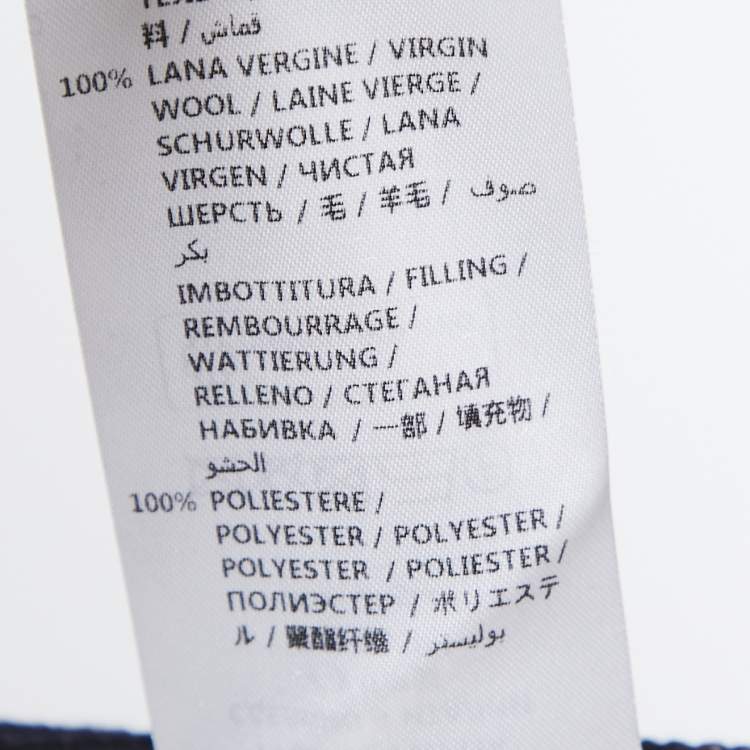 料 / قماش
100% LANA VERGINE / VIRGIN
WOOL / LAINE VIERGE /
SCHURWOLLE / LANA
VIRGEN / ЧИСТАЯ
ШЕРСТЬ / 毛 / 羊毛 / صوف
بكر
IMBOTTITURA / FILLING /
REMBOURRAGE /
WATTIERUNG /
RELLENO / СТЕГАНАЯ
НАБИВКА / 一部 / 填充物 /
الحشو
100% POLIESTERE /
POLYESTER / POLYESTER /
POLYESTER / POLIESTER /
ПОЛИЭСТЕР / ポリエステ
ル / 聚酯纤维 / بوليستر